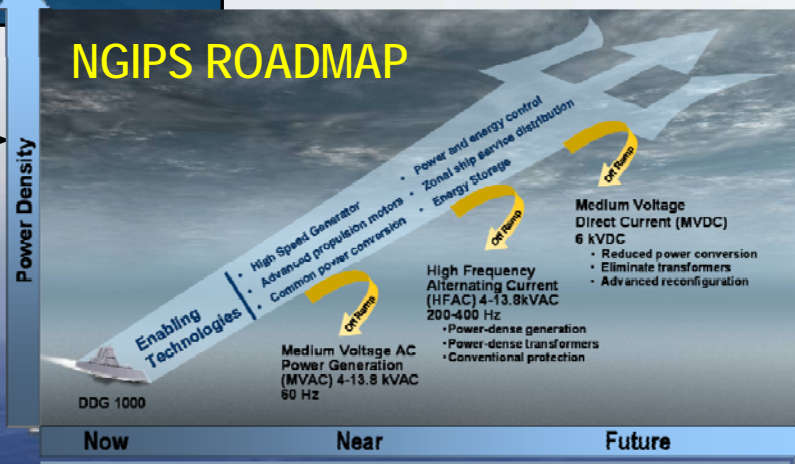 NGIPS ROADMAP
Power Density
Enabling
Technologies
• High Speed Generator
• Advanced propulsion motors
• Common power conversion
• Power and energy control
• Zonal ship service distribution
• Energy Storage
Off Ramp
Medium Voltage AC
Power Generation
(MVAC) 4-13.8 kVAC
60 Hz
Off Ramp
High Frequency
Alternating Current
(HFAC) 4-13.8kVAC
200-400 Hz
•Power-dense generation
•Power-dense transformers
•Conventional protection
Off Ramp
Medium Voltage
Direct Current (MVDC)
6 kVDC
• Reduced power conversion
• Eliminate transformers
• Advanced reconfiguration
DDG 1000
Now
Near
Future